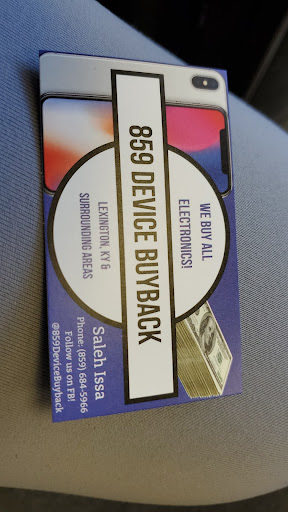 WE BUY ALL
ELECTRONICS!
859 DEVICE BUYBACK
LEXINGTON, KY &
SURROUNDING AREAS
Saleh Issa
Phone: (859) 684-5966
Follow us on FB!
@859DeviceBuyback